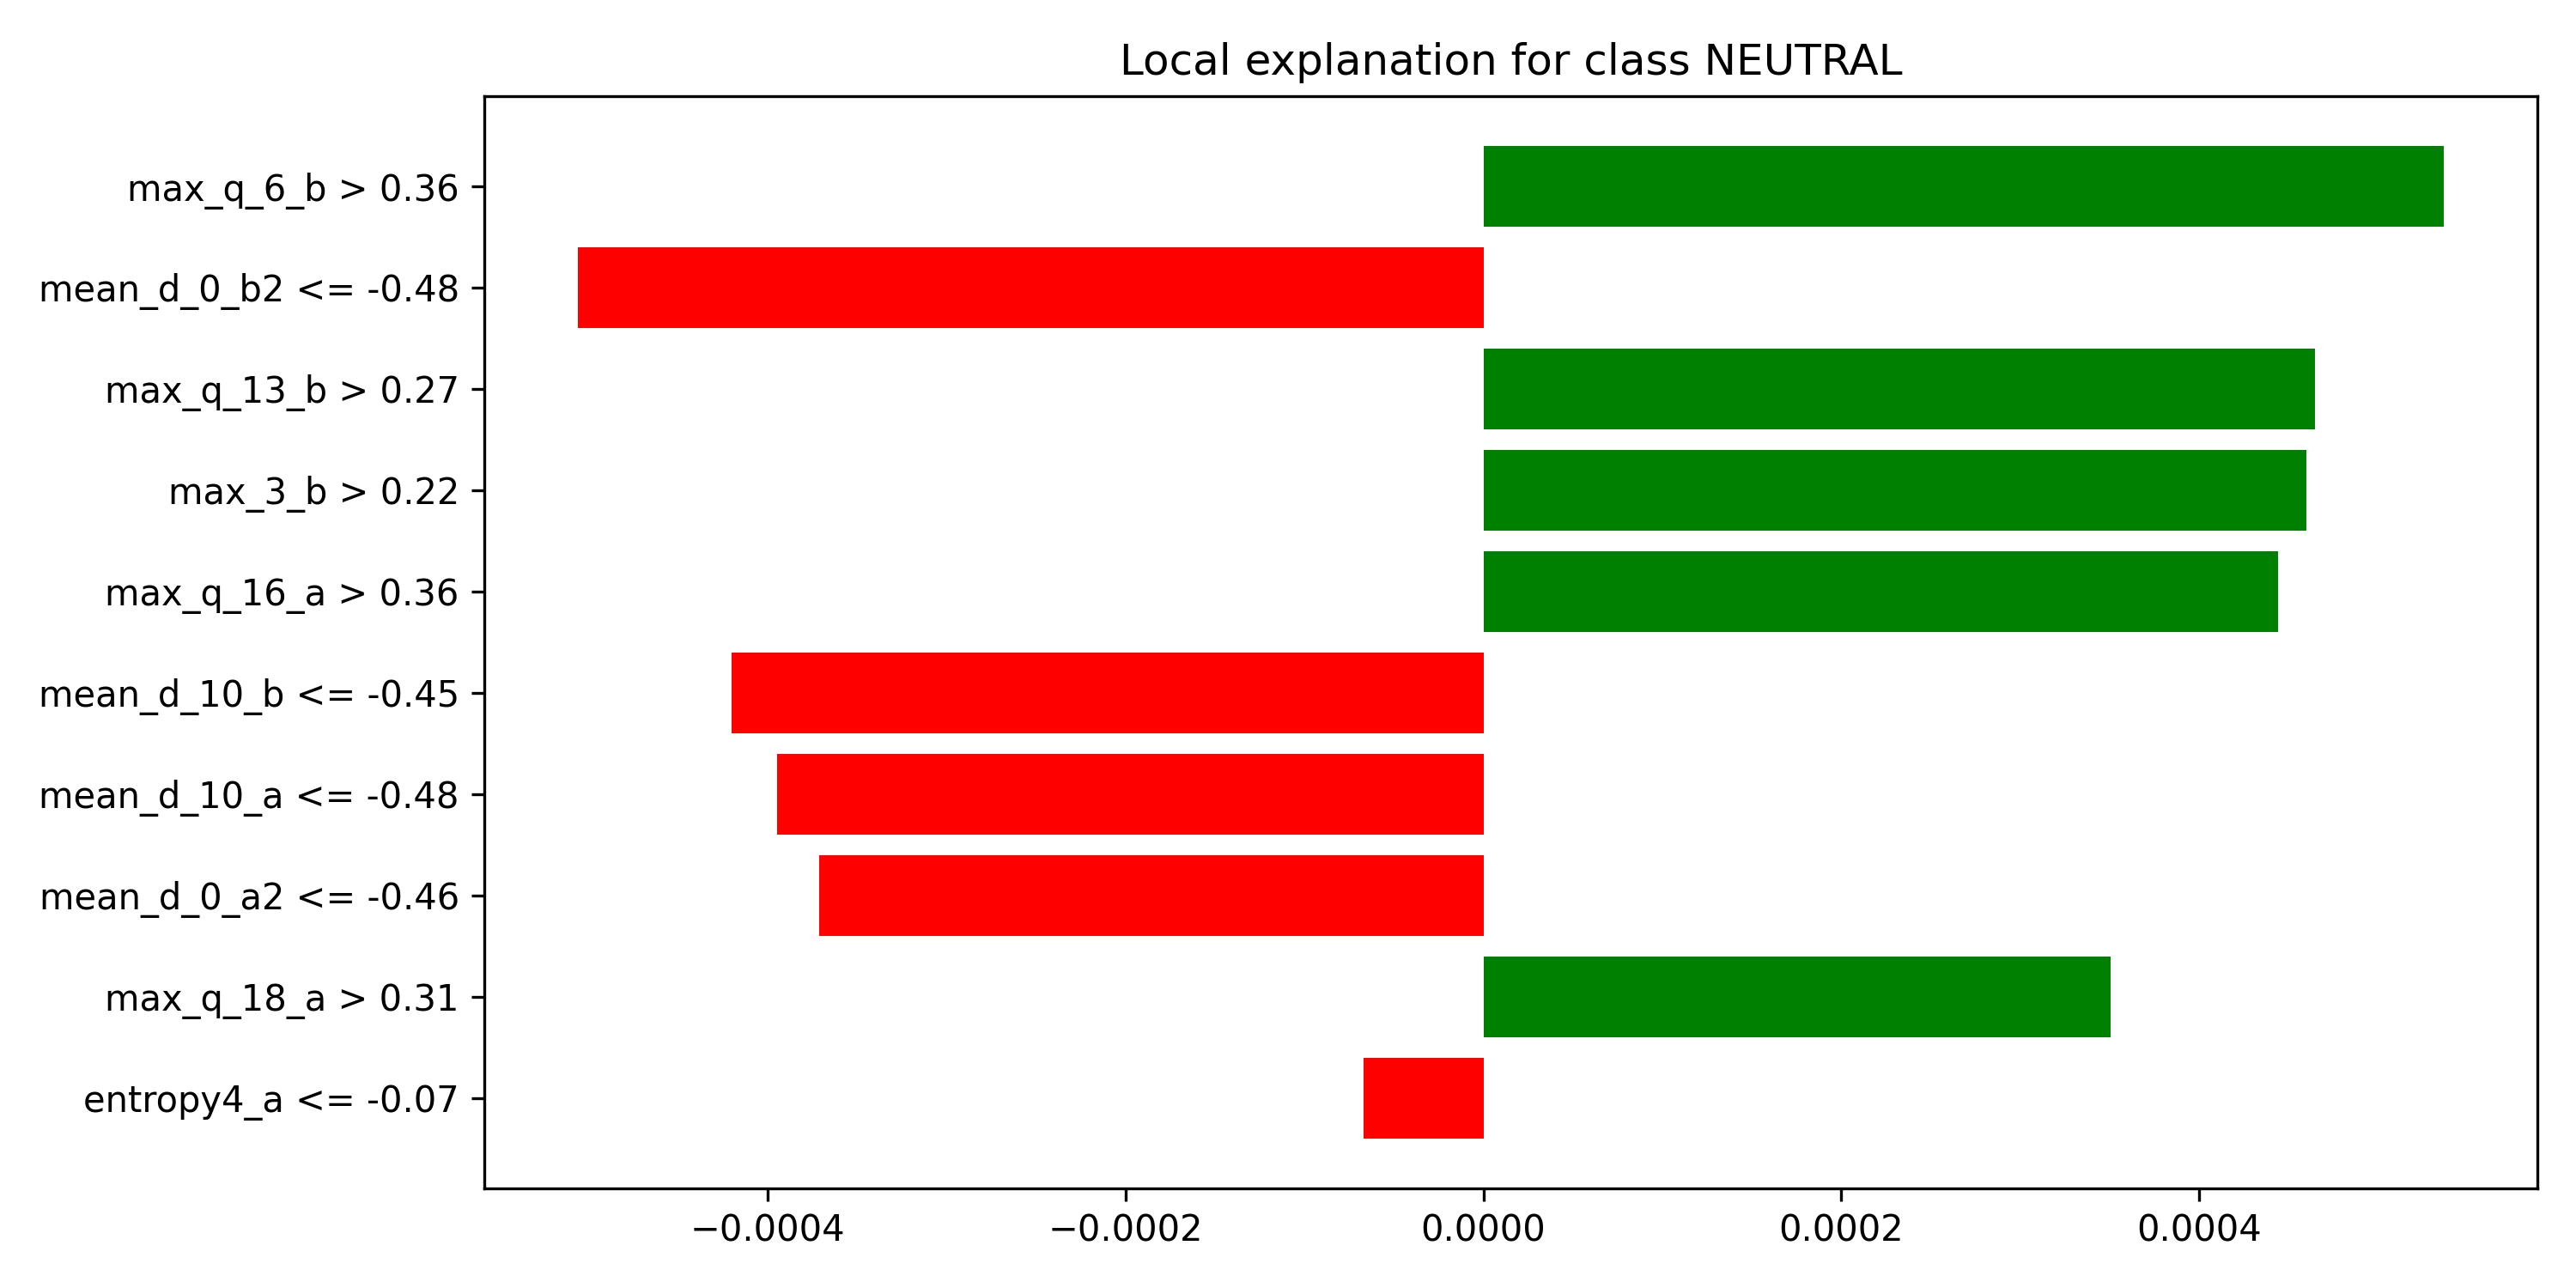 Local explanation for class NEUTRAL
max_q_6_b > 0.36
mean_d_0_b2 <= -0.48
max_q_13_b > 0.27
max_3_b > 0.22
max_q_16_a > 0.36
mean_d_10_b <= -0.45
mean_d_10_a <= -0.48
mean_d_0_a2 <= -0.46
max_q_18_a > 0.31
entropy4_a <= -0.07
−0.0004 −0.0002 0.0000 0.0002 0.0004